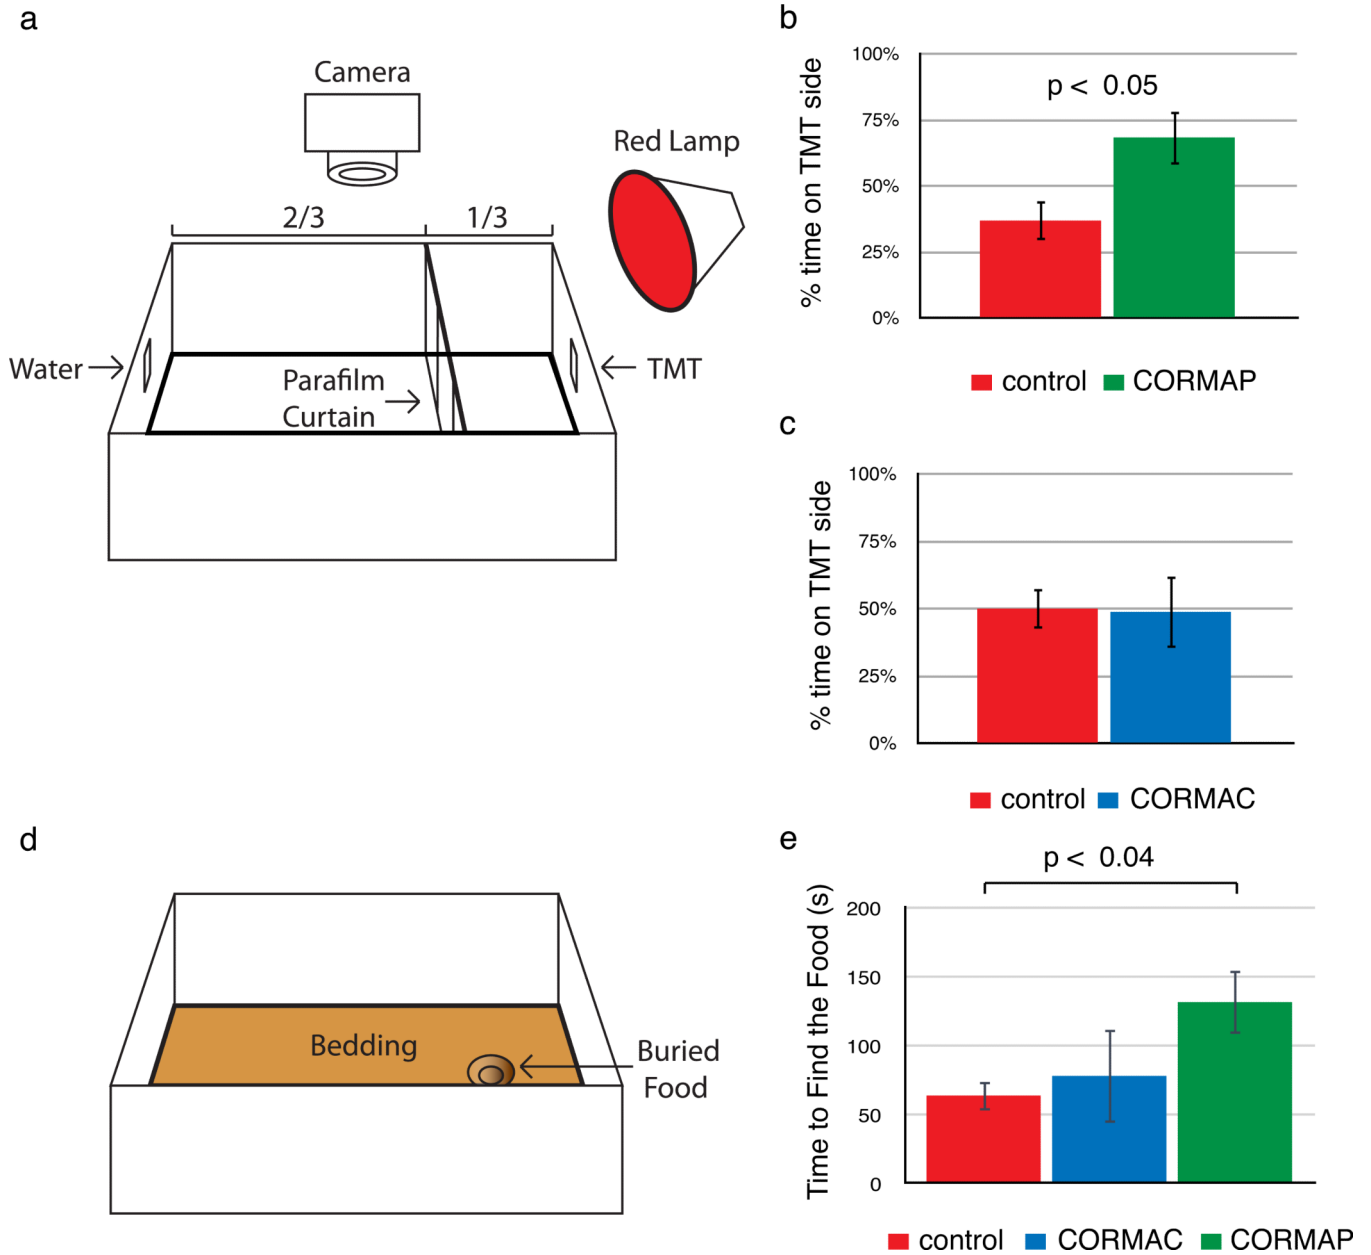 a
Camera
Red Lamp
2/3
1/3
Water
Parafilm
Curtain
TMT
b
% time on TMT side
100%
75%
50%
25%
0%
p < 0.05
control
CORMAP
c
% time on TMT side
100%
75%
50%
25%
0%
control
CORMAC
d
Bedding
Buried
Food
e
p < 0.04
Time to Find the Food (s)
200
150
100
50
0
control
CORMAC
CORMAP